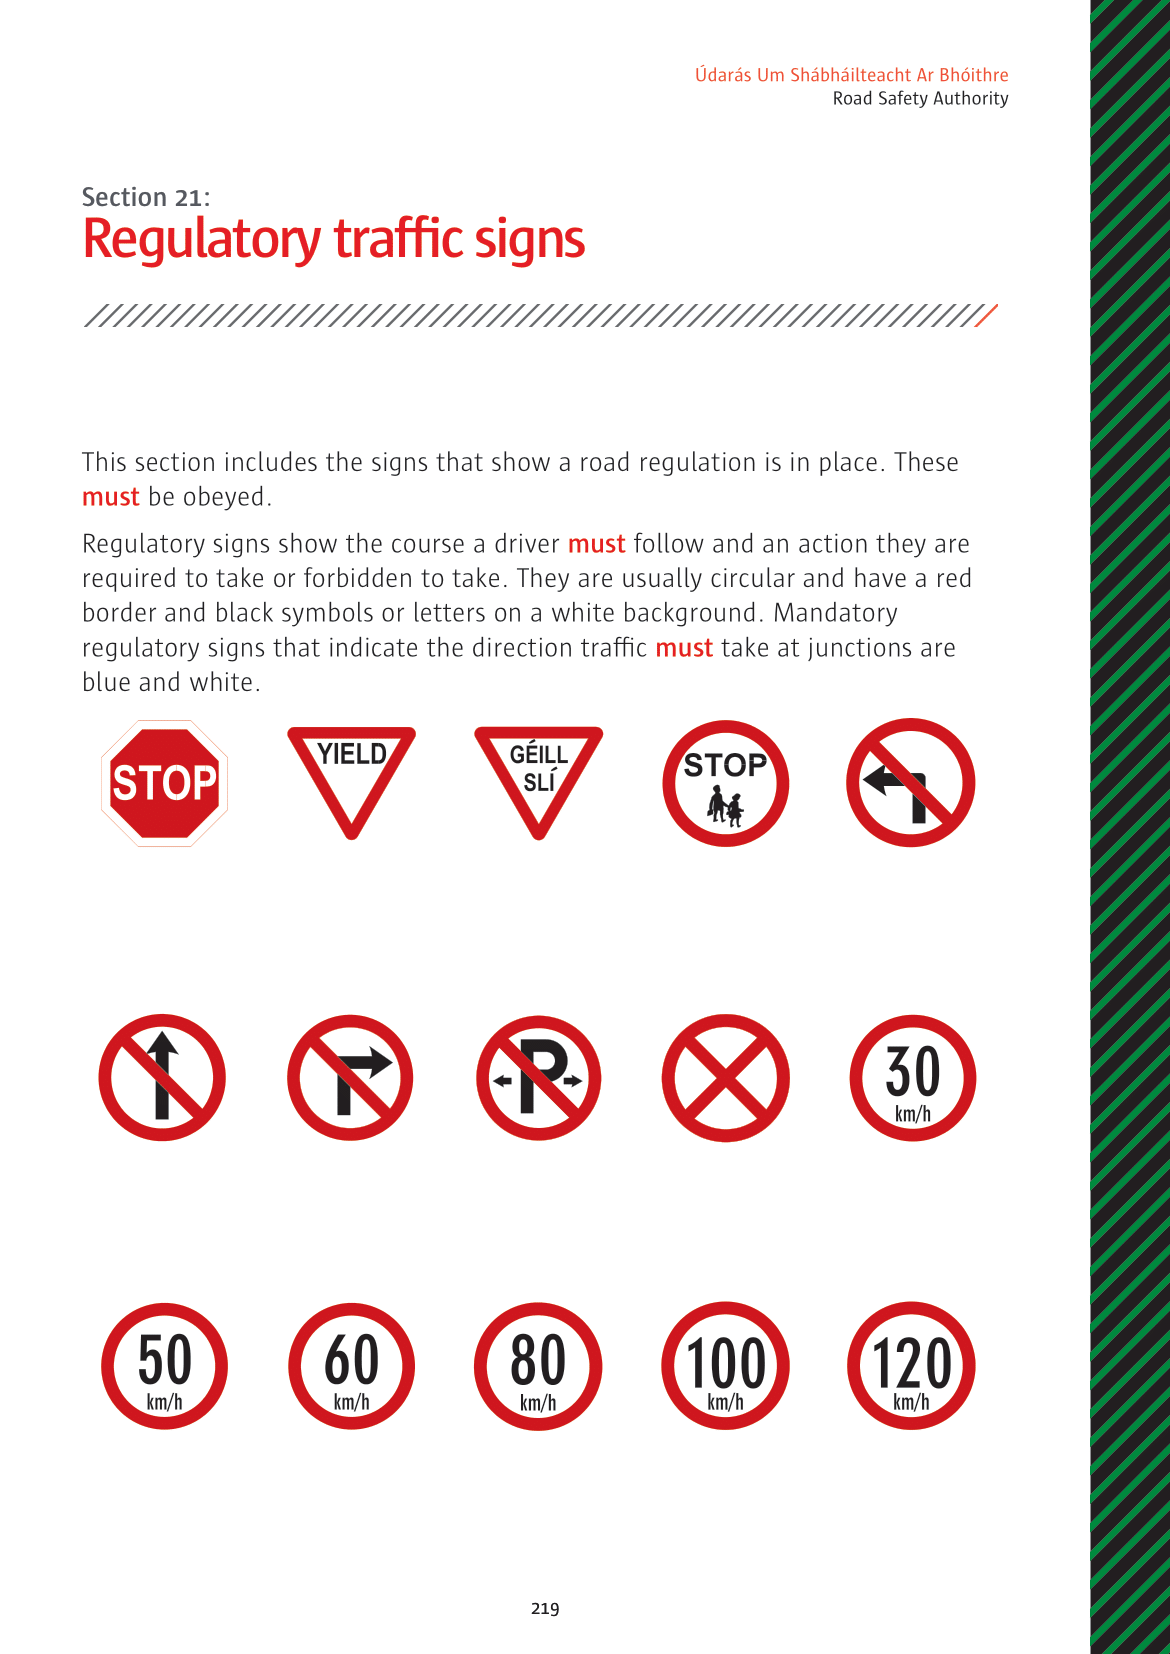 Údarás Um Shábháilteacht Ar Bhóithre
Road Safety Authority
Section 21:
Regulatory traffic signs
This section includes the signs that show a road regulation is in place. These
must be obeyed.
Regulatory signs show the course a driver must follow and an action they are
required to take or forbidden to take. They are usually circular and have a red
border and black symbols or letters on a white background. Mandatory
regulatory signs that indicate the direction traffic must take at junctions are
blue and white.
STOP
YIELD
GÉILL
SLÍ
STOP
P
30
km/h
50
km/h
60
km/h
80
km/h
100
km/h
120
km/h
219